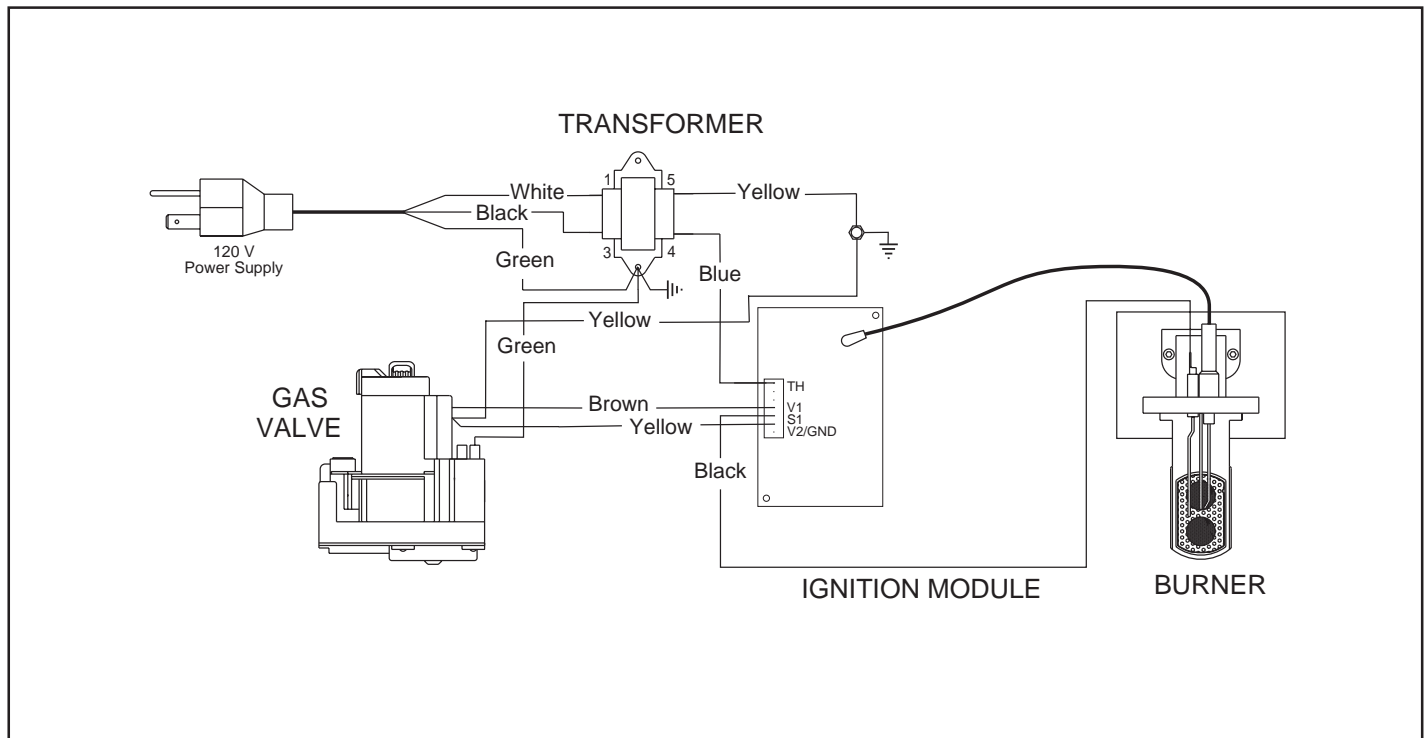 TRANSFORMER
1
5
White
Yellow
Black
120 V
Power Supply
3
4
Green
Blue
Yellow
Green
GAS
VALVE
TH
Brown
V1
S1
Yellow
V2/GND
Black
IGNITION MODULE
BURNER